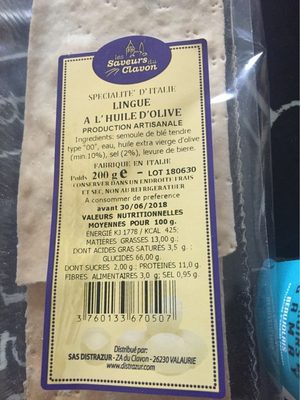 Les
Saveurs du
Clavon
SPECIALITE' D' ITALIE
LINGUE
A L'HUILE D'OLIVE
PRODUCTION ARTISANALE
Ingredients: semoule de blé tendre
type "00", eau, huile extra vierge d'olive
(min.10%), sel (2%), levure de biere.
FABRIQUE EN ITALIE
Poids 200 g e - LOT 180630
CONSERVER DANS UN ENDROIT FRAIS
ET SEC, NON AU REFRIGERATEUR
A consommer de preference
avant 30/06/2018
VALEURS NUTRITIONNELLES
MOYENNES POUR 100 g.
ENERGIE KJ 1778 / KCAL 425;
MATIÈRES GRASSES 13,00 g.:
DONT ACIDES GRAS SATURÉS 3,5 g. :
GLUCIDES 66,00 g.
DONT SUCRES 2,00 g.; PROTEINES 11,0 g.
FIBRES ALIMENTAIRES 3,0 g; SEL 0,95 g.
3 760133 670507
Distribué par:
SAS DISTRAZUR- ZA du Clavon - 26230 VALAURIE
www.distrazur.com